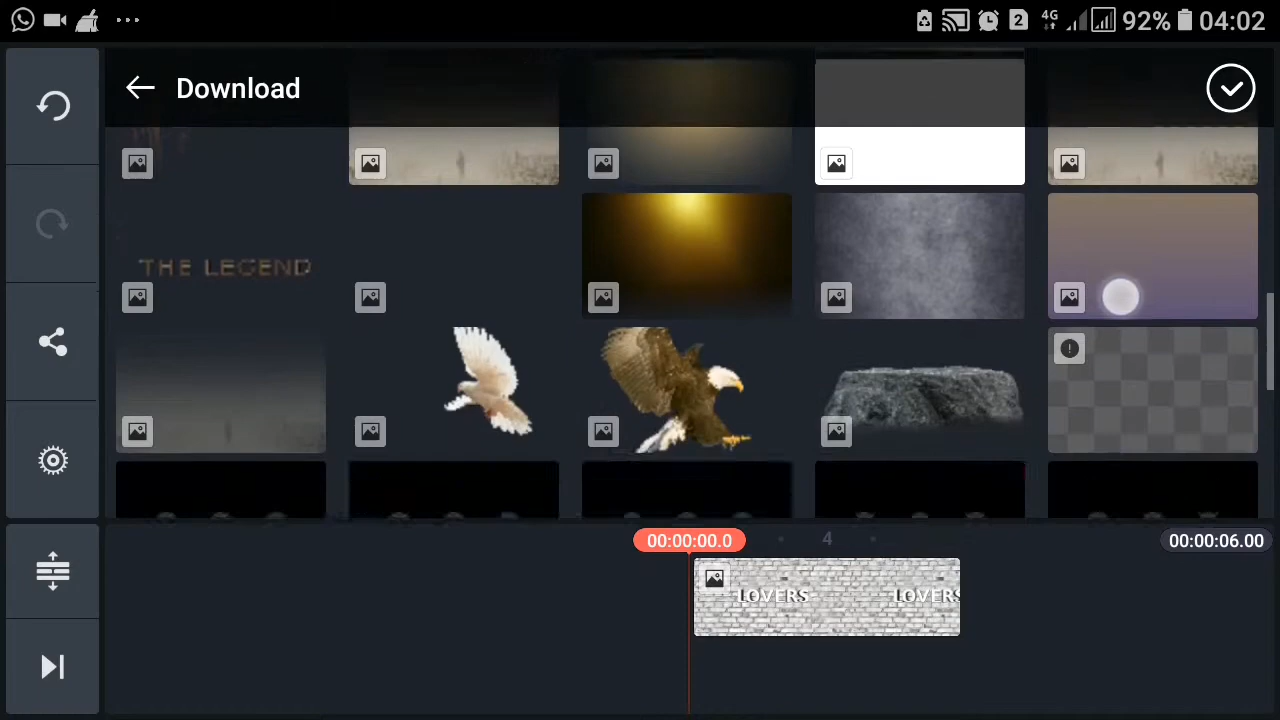 4G
2
92%
04:02
Download
THE LEGEND
00:00:00.0
4
00:00:06.00
LOVERS
LOVERS